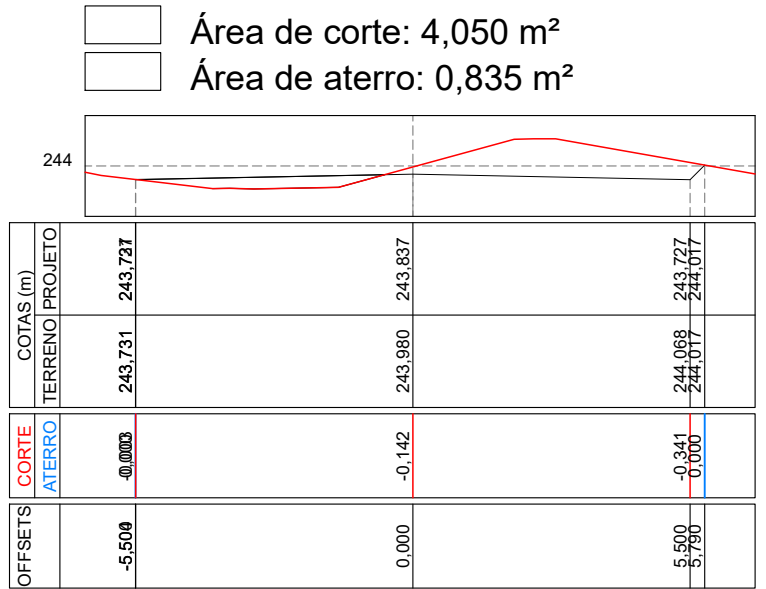 Área de corte: 4,050 m²
Área de aterro: 0,835 m²
244
COTAS (m)
PROJETO
243,837
243,727
244,017
TERRENO
243,731
243,980
244,068
244,017
CORTE
ATERRO
-0,142
-0,341
0,000
OFFSETS
0,000
5,500
5,790